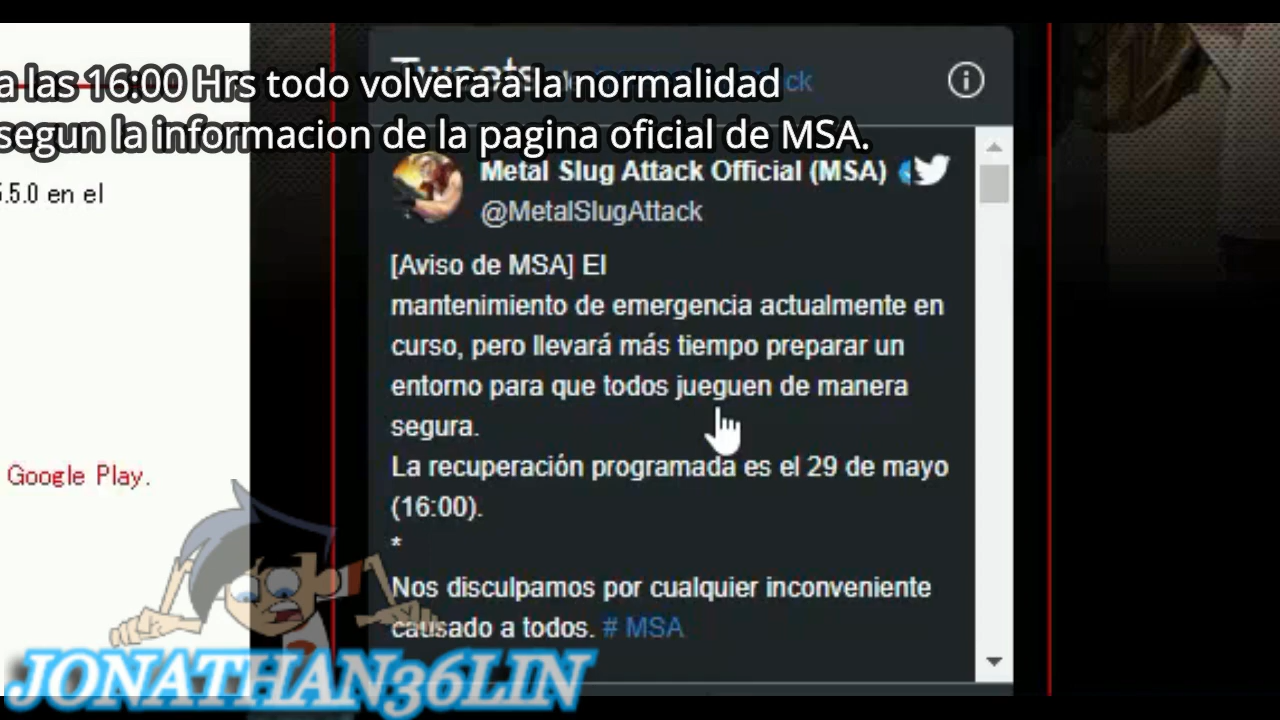 Tweets
a las 16:00 Hrs todo volvera a la normalidad
segun la informacion de la pagina oficial de MSA.
5.5.0 en el
Metal Slug Attack Official (MSA)
@MetalSlugAttack
[Aviso de MSA] El
mantenimiento de emergencia actualmente en
curso, pero llevará más tiempo preparar un
entorno para que todos jueguen de manera
segura.
La recuperación programada es el 29 de mayo
(16:00).
*
Google Play.
Nos disculpamos por cualquier inconveniente
causado a todos. # MSA
JONATHAN36LIN